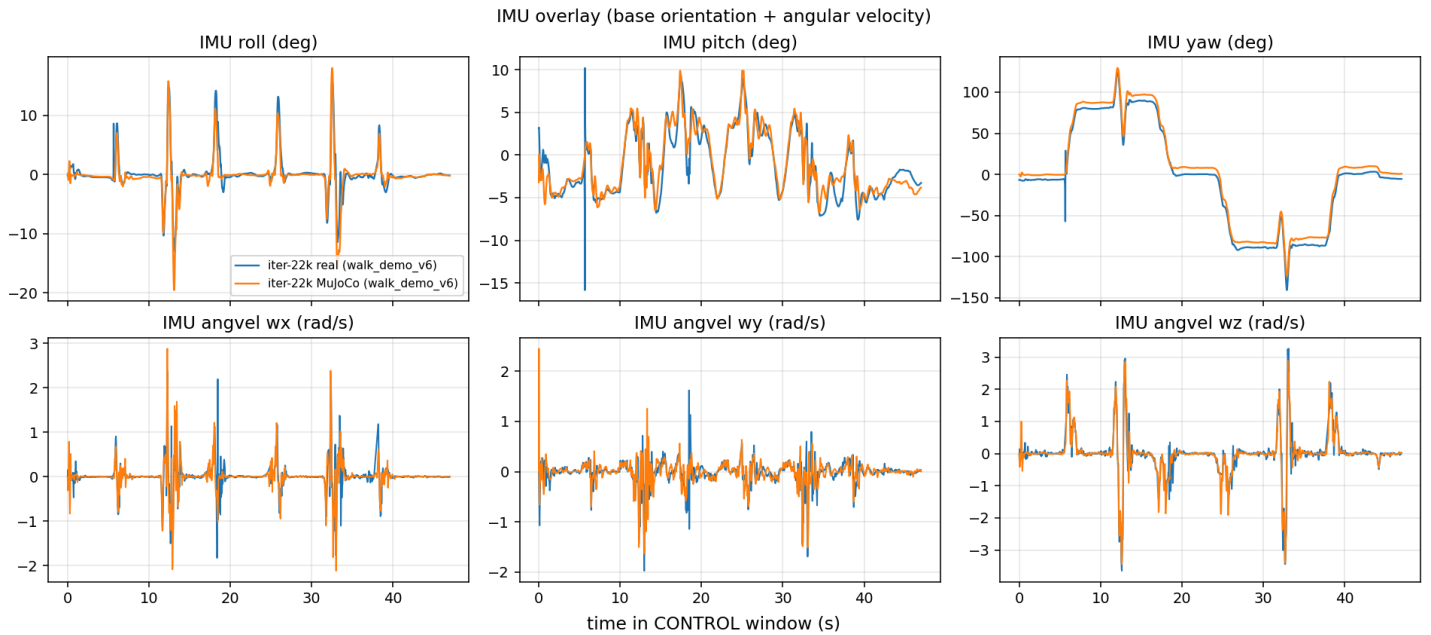 IMU overlay (base orientation + angular velocity)
IMU roll (deg)
IMU pitch (deg)
IMU yaw (deg)
10
0
−10
−20
iter-22k real (walk_demo_v6)
iter-22k MuJoCo (walk_demo_v6)
10
5
0
−5
−10
−15
100
50
0
−50
−100
−150
IMU angvel wx (rad/s)
IMU angvel wy (rad/s)
IMU angvel wz (rad/s)
3
2
1
0
−1
−2
0 10 20 30 40
2
1
0
−1
−2
0 10 20 30 40
3
2
1
0
−1
−2
−3
0 10 20 30 40
time in CONTROL window (s)